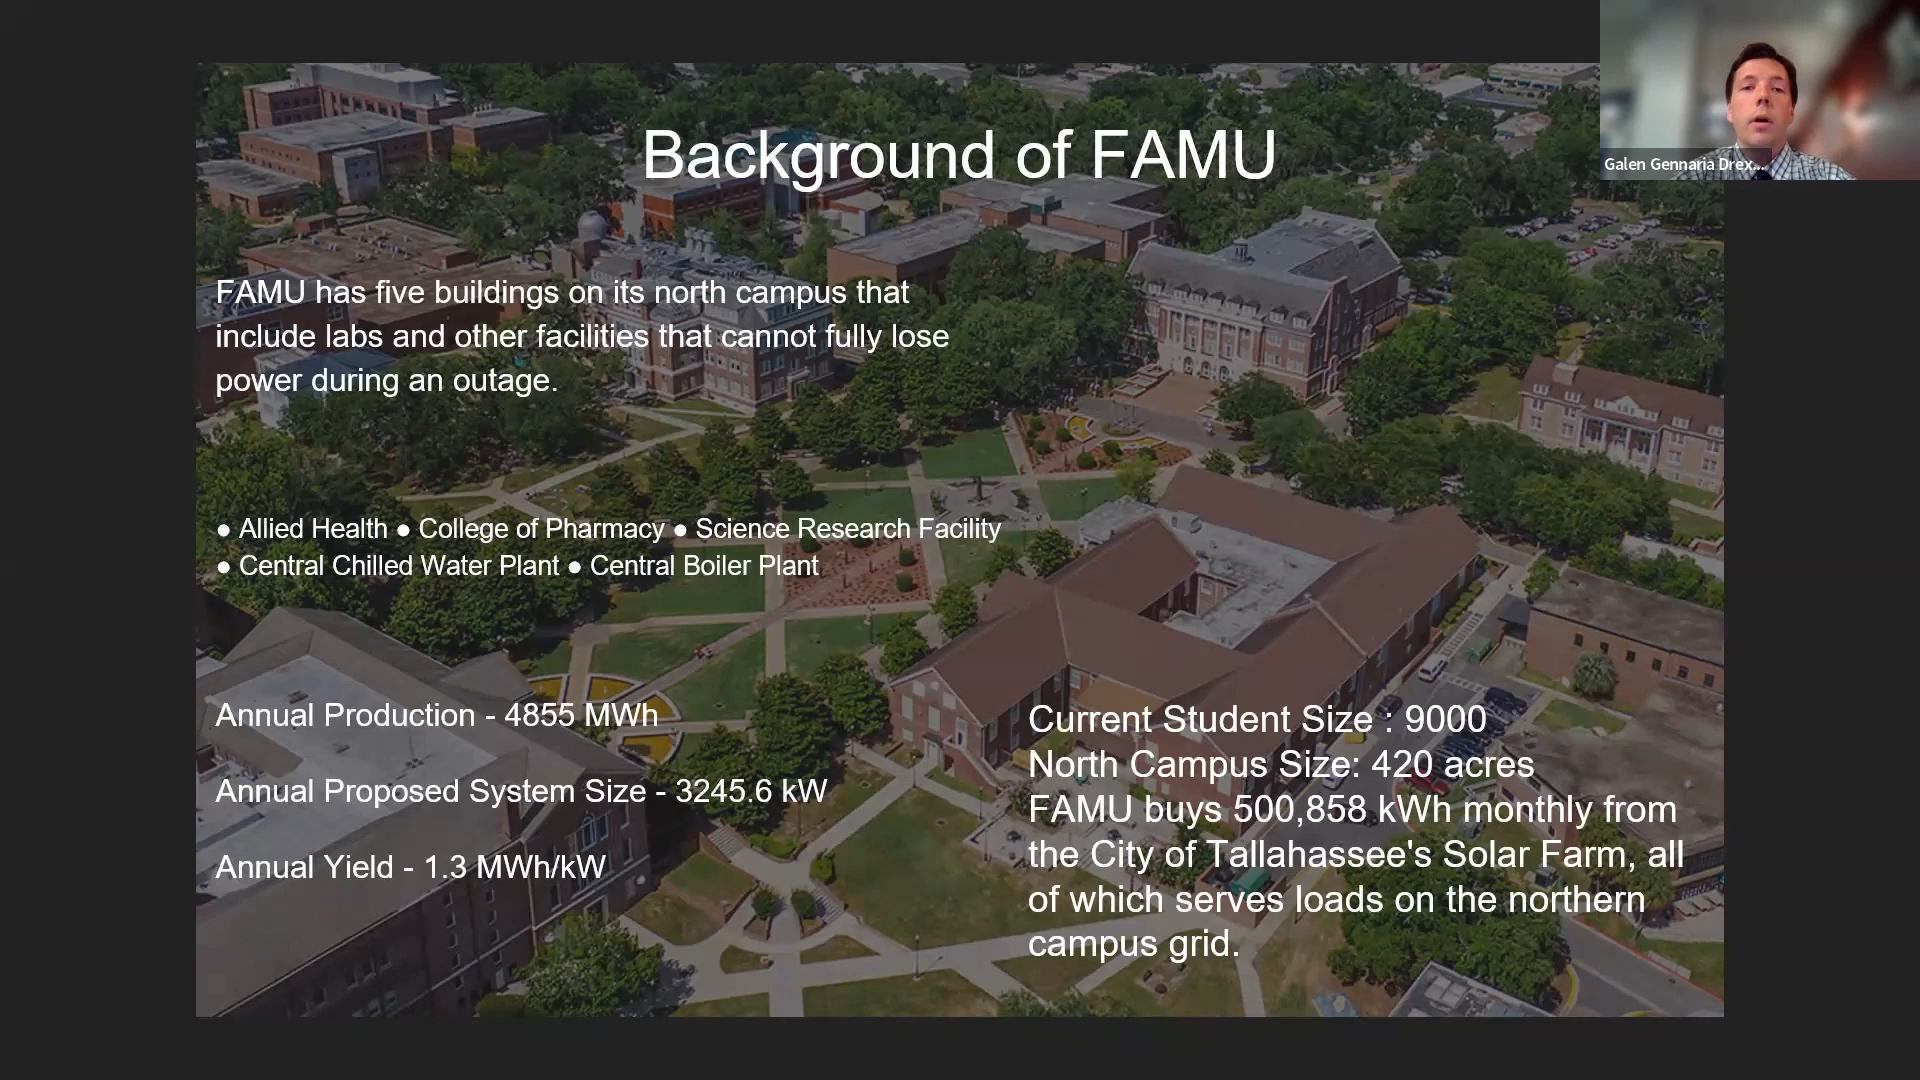 Background of FAMU
Galen Gennaria Drex...
FAMU has five buildings on its north campus that
include labs and other facilities that cannot fully lose
power during an outage.
● Allied Health ● College of Pharmacy ● Science Research Facility
● Central Chilled Water Plant ● Central Boiler Plant
Annual Production - 4855 MWh
Annual Proposed System Size - 3245.6 kW
Annual Yield - 1.3 MWh/kW
Current Student Size : 9000
North Campus Size: 420 acres
FAMU buys 500,858 kWh monthly from
the City of Tallahassee's Solar Farm, all
of which serves loads on the northern
campus grid.